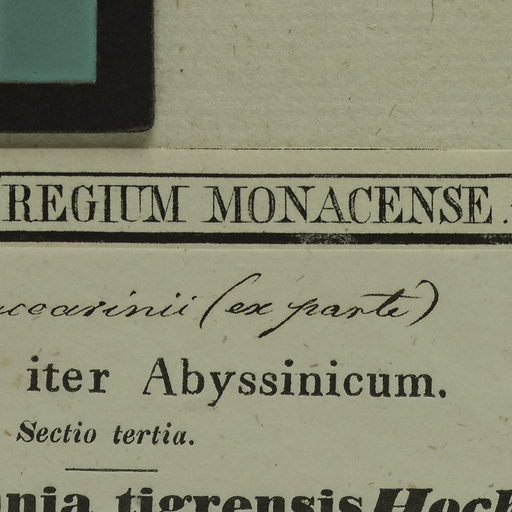 REGIUM MONACENSE.
(ex parte)
iter Abyssinicum.
Sectio tertia.
tigrensis